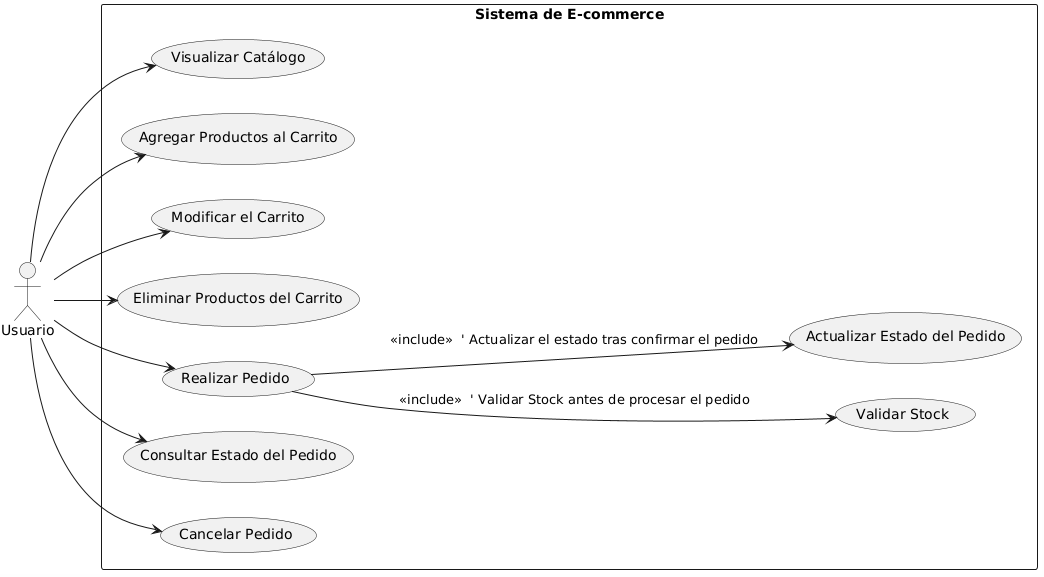 Sistema de E-commerce
Visualizar Catálogo
Agregar Productos al Carrito
Modificar el Carrito
Eliminar Productos del Carrito
Usuario
«include» ' Actualizar el estado tras confirmar el pedido
Actualizar Estado del Pedido
Realizar Pedido
«include» ' Validar Stock antes de procesar el pedido
Validar Stock
Consultar Estado del Pedido
Cancelar Pedido